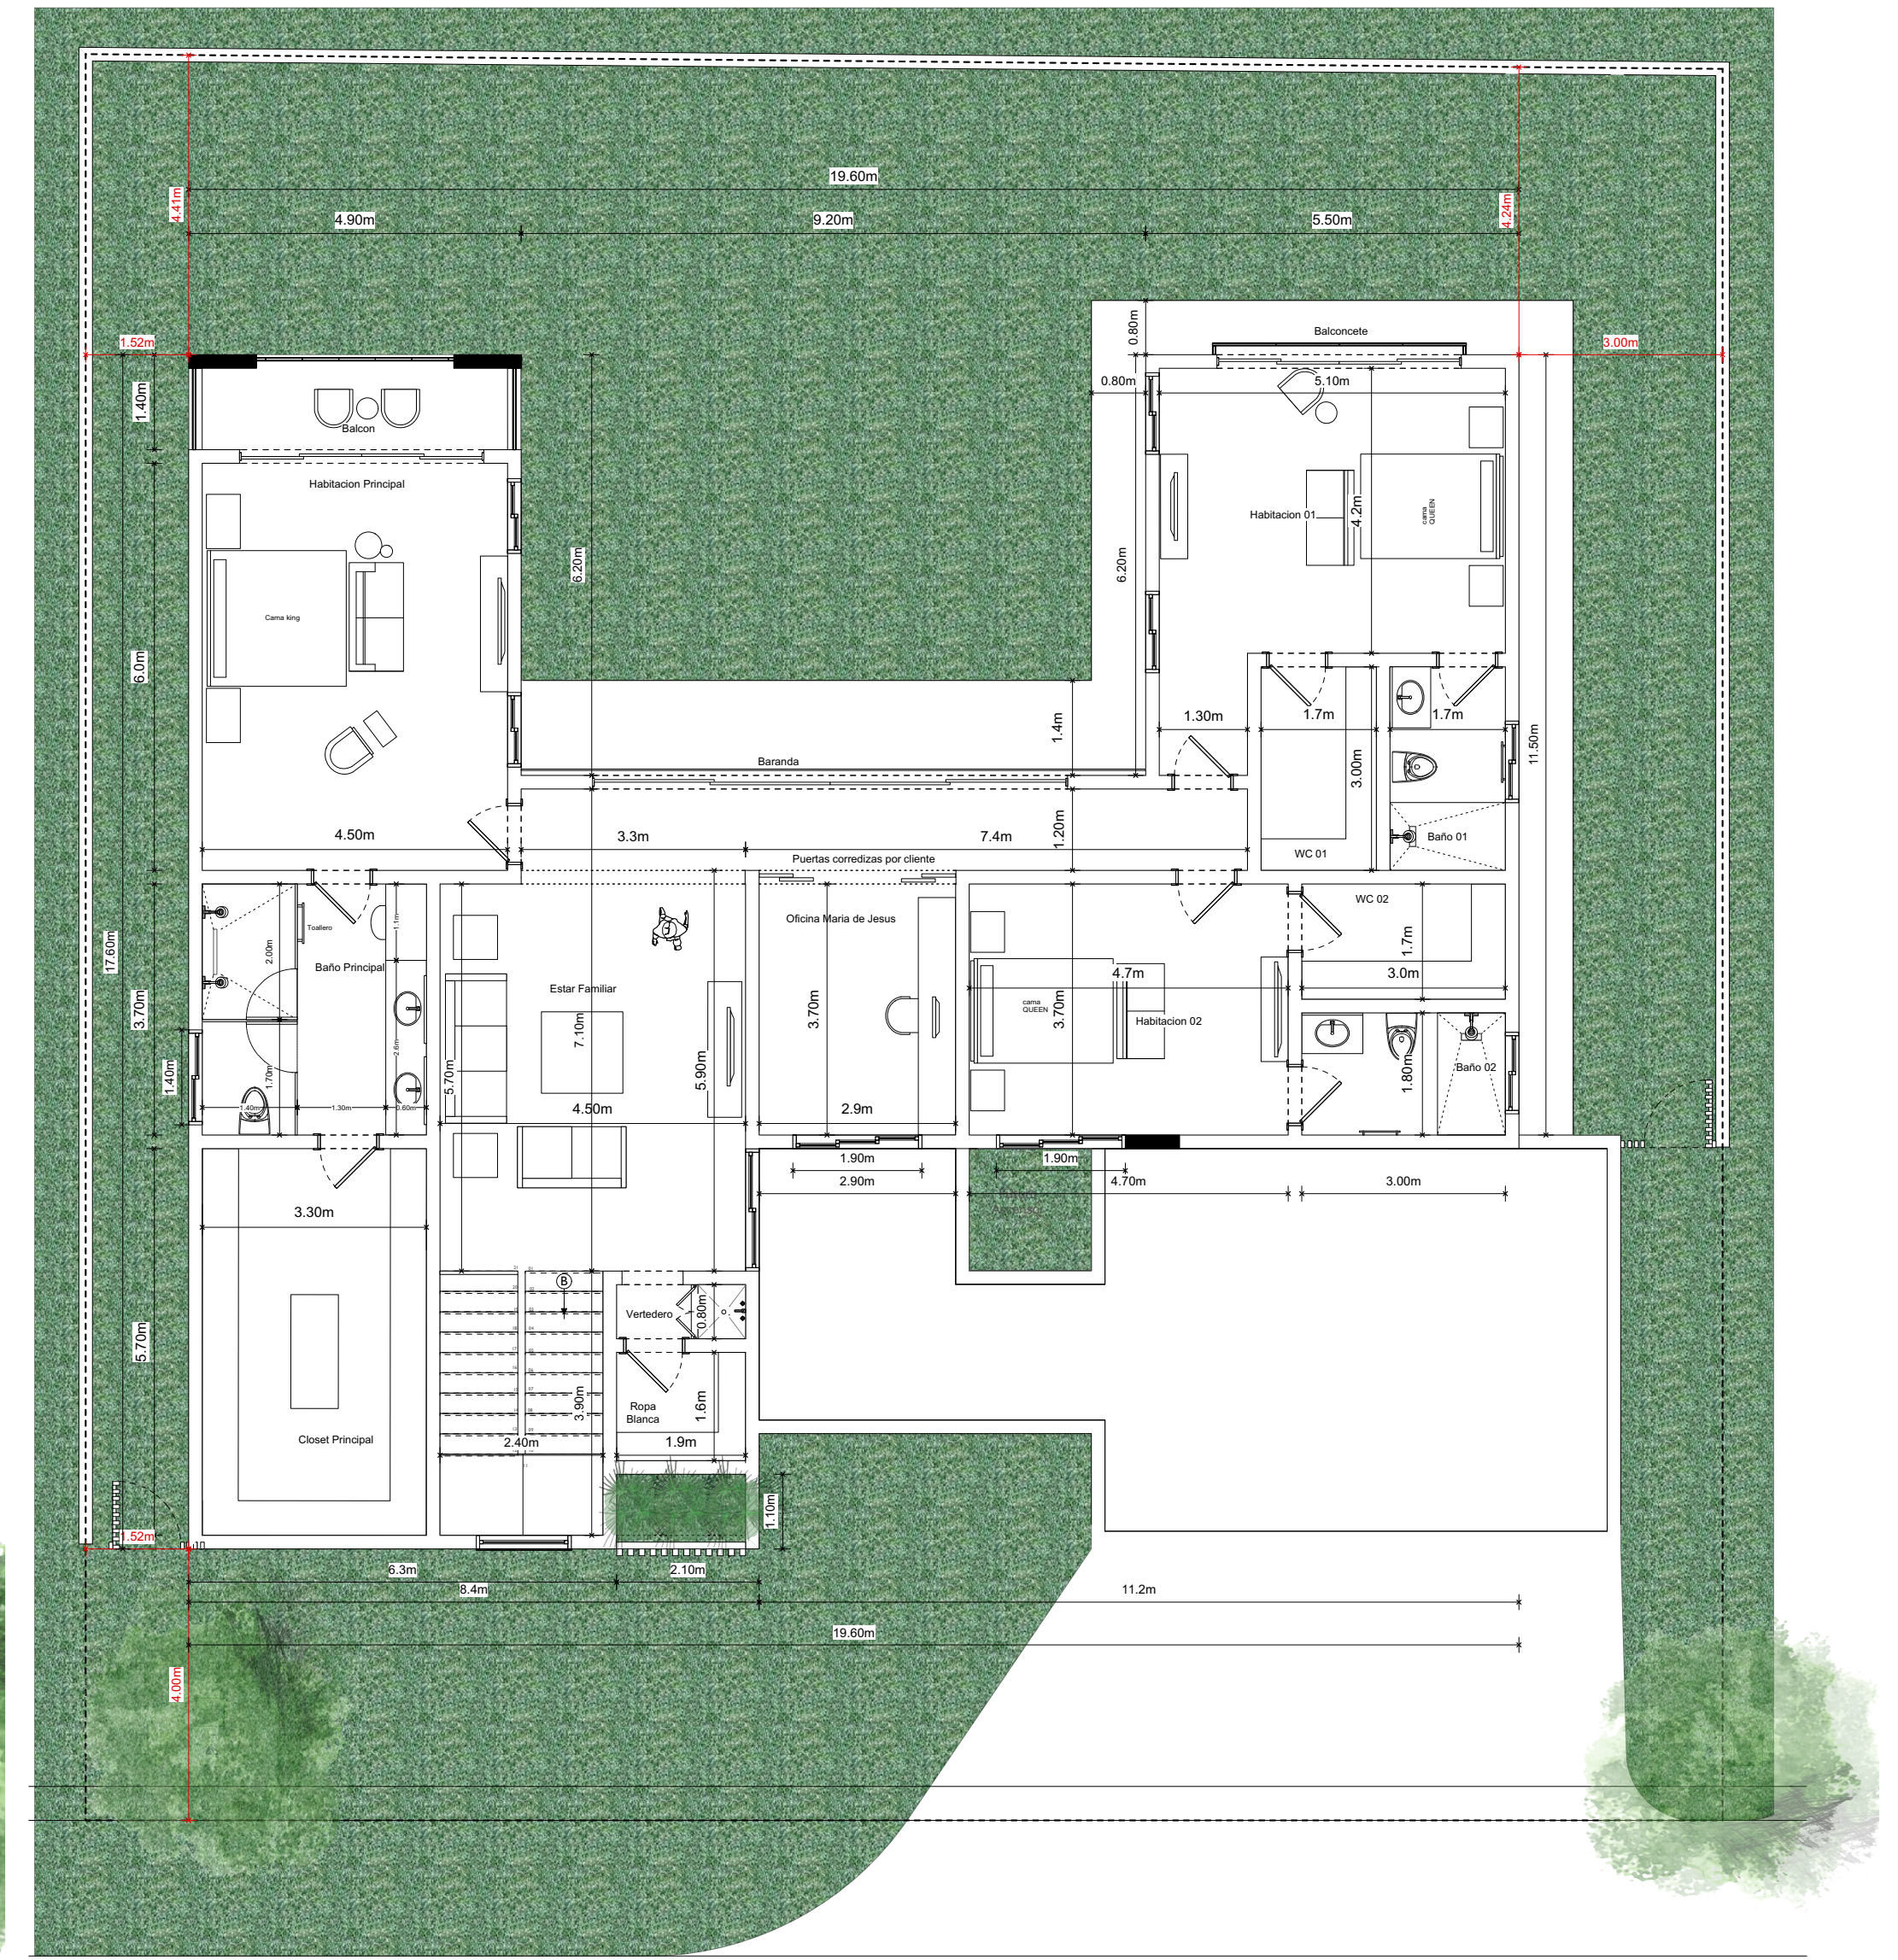 19.60m
4.41m
4.24m
4.90m
9.20m
5.50m
1.52m
0.80m
Balconcete
3.00m
1.40m
0.80m
5.10m
Balcon
Habitacion Principal
Habitacion 01
4.2m
cama
QUEEN
6.20m
6.20m
Cama king
6.0m
1.4m
1.30m
1.7m
1.7m
11.50m
Baranda
3.00m
4.50m
3.3m
7.4m
1.20m
Baño 01
Puertas corredizas por cliente
WC 01
17.60m
Toallero
1.1m
2.00m
Baño Principal
Oficina Maria de Jesus
WC 02
1.7m
3.0m
4.7m
Estar Familiar
3.70m
7.10m
3.70m
cama
QUEEN
3.70m
Habitacion 02
2.6m
1.40m
1.70m
5.70m
5.90m
1.80m
Baño 02
1.40m
1.30m
0.60m
4.50m
2.9m
1.90m
1.90m
2.90m
4.70m
3.00m
3.30m
B
Vertedero
0.80m
5.70m
3.90m
Ropa
Blanca
1.6m
Closet Principal
2.40m
1.9m
1.10m
1.52m
6.3m
2.10m
8.4m
11.2m
19.60m
4.00m